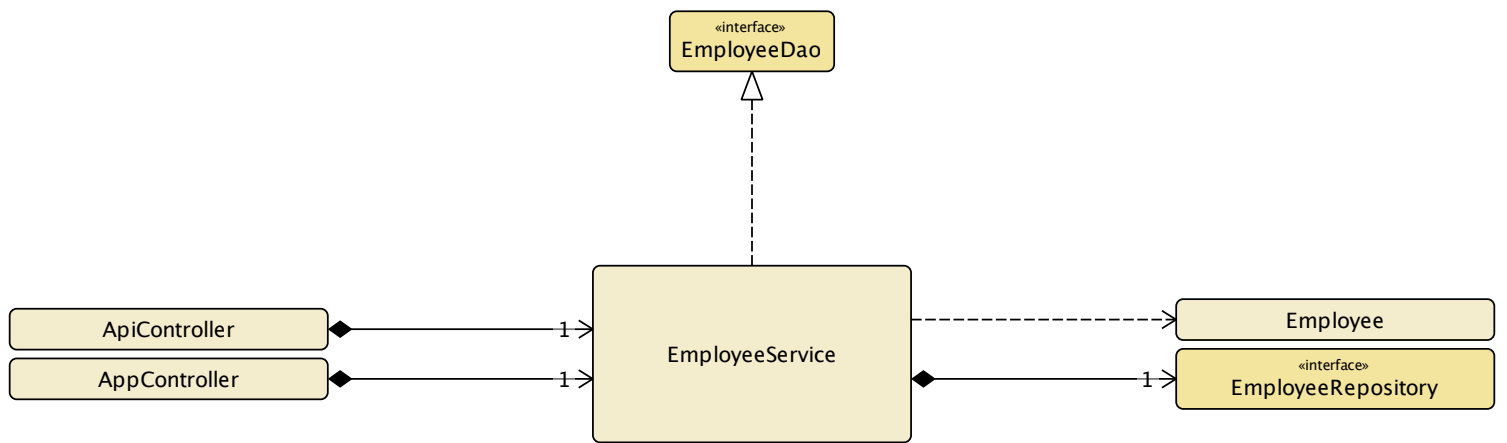 «interface»
EmployeeDao
ApiController
1
AppController
1
EmployeeService
Employee
1
«interface»
EmployeeRepository